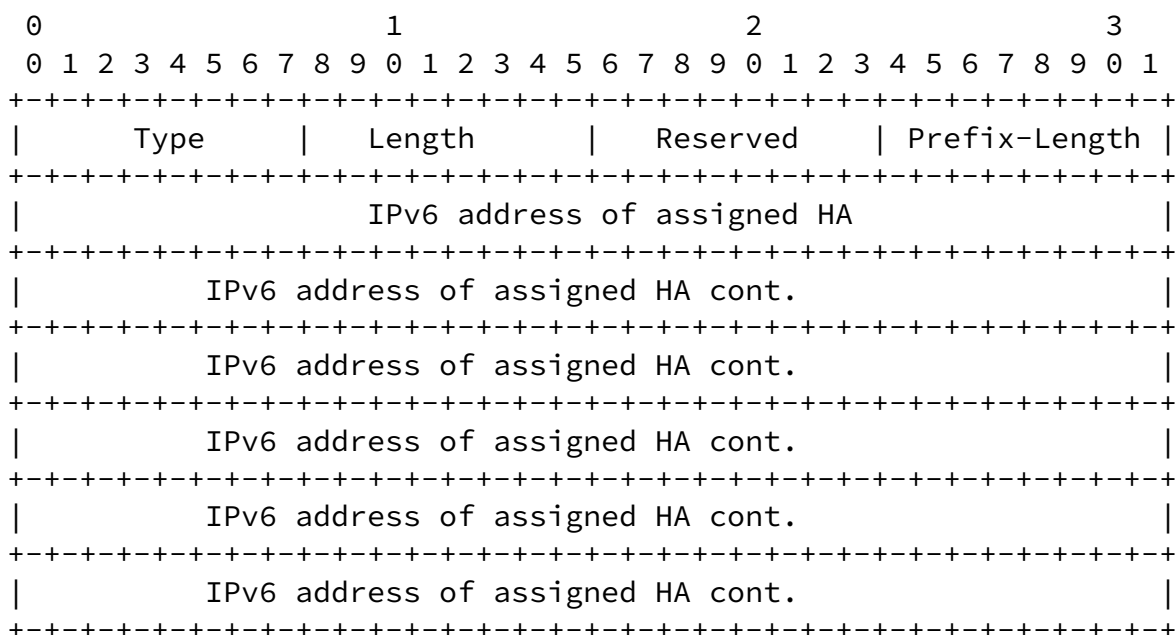 0                   1                   2                   3
0 1 2 3 4 5 6 7 8 9 0 1 2 3 4 5 6 7 8 9 0 1 2 3 4 5 6 7 8 9 0 1
+-+-+-+-+-+-+-+-+-+-+-+-+-+-+-+-+-+-+-+-+-+-+-+-+-+-+-+-+-+-+-+-+
|      Type     |   Length      |   Reserved    | Prefix-Length |
+-+-+-+-+-+-+-+-+-+-+-+-+-+-+-+-+-+-+-+-+-+-+-+-+-+-+-+-+-+-+-+-+
|                   IPv6 address of assigned HA                 |
+-+-+-+-+-+-+-+-+-+-+-+-+-+-+-+-+-+-+-+-+-+-+-+-+-+-+-+-+-+-+-+-+
|          IPv6 address of assigned HA cont.                    |
+-+-+-+-+-+-+-+-+-+-+-+-+-+-+-+-+-+-+-+-+-+-+-+-+-+-+-+-+-+-+-+-+
|          IPv6 address of assigned HA cont.                    |
+-+-+-+-+-+-+-+-+-+-+-+-+-+-+-+-+-+-+-+-+-+-+-+-+-+-+-+-+-+-+-+-+
|          IPv6 address of assigned HA cont.                    |
+-+-+-+-+-+-+-+-+-+-+-+-+-+-+-+-+-+-+-+-+-+-+-+-+-+-+-+-+-+-+-+-+
|          IPv6 address of assigned HA cont.                    |
+-+-+-+-+-+-+-+-+-+-+-+-+-+-+-+-+-+-+-+-+-+-+-+-+-+-+-+-+-+-+-+-+
|          IPv6 address of assigned HA cont.                    |
+-+-+-+-+-+-+-+-+-+-+-+-+-+-+-+-+-+-+-+-+-+-+-+-+-+-+-+-+-+-+-+-+